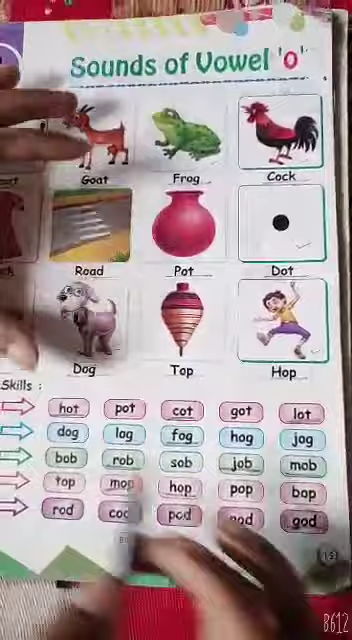 Sounds of Vowel 'o'
Goat Frog Cock
Road Pot Dot
Dog Top Hop
Skills :
hot pot cot got lot
dog log fog hog jog
bob rob sob job mob
top mop hop pop bop
rod pod god
B612